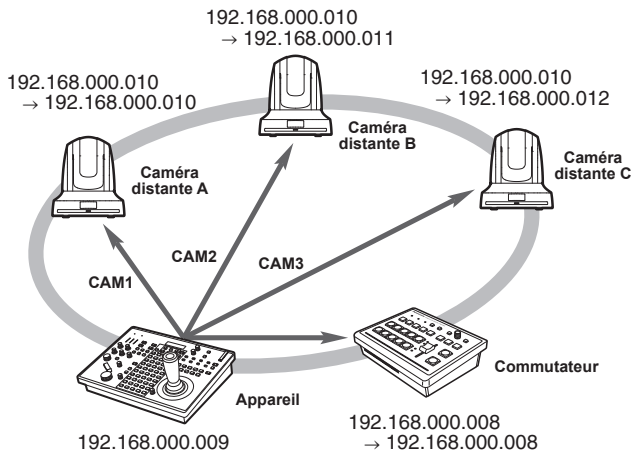 192.168.000.010
→ 192.168.000.011
192.168.000.010
→ 192.168.000.010
192.168.000.010
→ 192.168.000.012
Caméra
distante B
Caméra
distante A
Caméra
distante C
CAM2
CAM3
CAM1
Commutateur
Appareil
192.168.000.009
192.168.000.008
→ 192.168.000.008